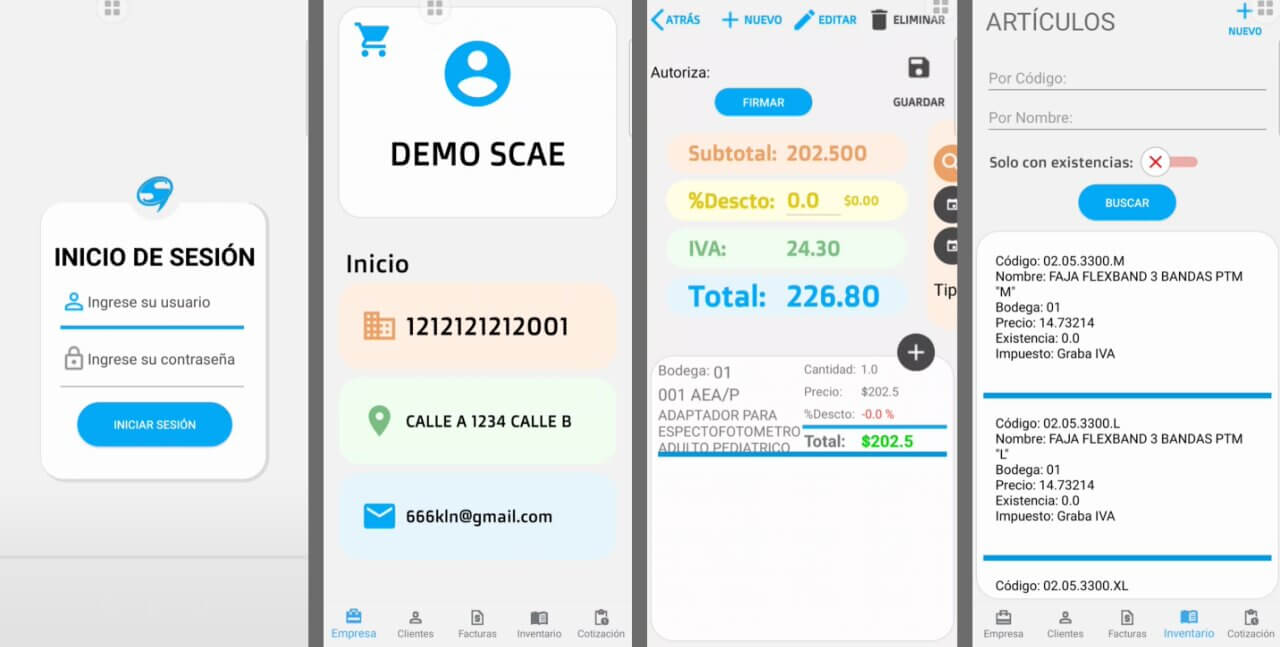 INICIO DE SESIÓN
Ingrese su usuario
Ingrese su contraseña
INICIAR SESIÓN
DEMO SCAE
Inicio
1212121212001
CALLE A 1234 CALLE B
666kln@gmail.com
Empresa
Clientes
Facturas
Inventario
Cotización
ATRÁS
NUEVO
EDITAR
ELIMINAR
Autoriza:
FIRMAR
GUARDAR
Subtotal: 202.500
%Descto: 0.0 $0.00
IVA: 24.30
Total: 226.80
Tip
Bodega: 01
001 AEA/P
ADAPTADOR PARA
ESPECTOFOTOMETRO
ADULTO PEDIATRICO
Cantidad: 1.0
Precio: $202.5
%Descto: -0.0 %
Total: $202.5
ARTÍCULOS
NUEVO
Por Código:
Por Nombre:
Solo con existencias:
BUSCAR
Código: 02.05.3300.M
Nombre: FAJA FLEXBAND 3 BANDAS PTM
"M"
Bodega: 01
Precio: 14.73214
Existencia: 0.0
Impuesto: Graba IVA
Código: 02.05.3300.L
Nombre: FAJA FLEXBAND 3 BANDAS PTM
"L"
Bodega: 01
Precio: 14.73214
Existencia: 0.0
Impuesto: Graba IVA
Código: 02.05.3300.XL
Empresa
Clientes
Facturas
Inventario
Cotización